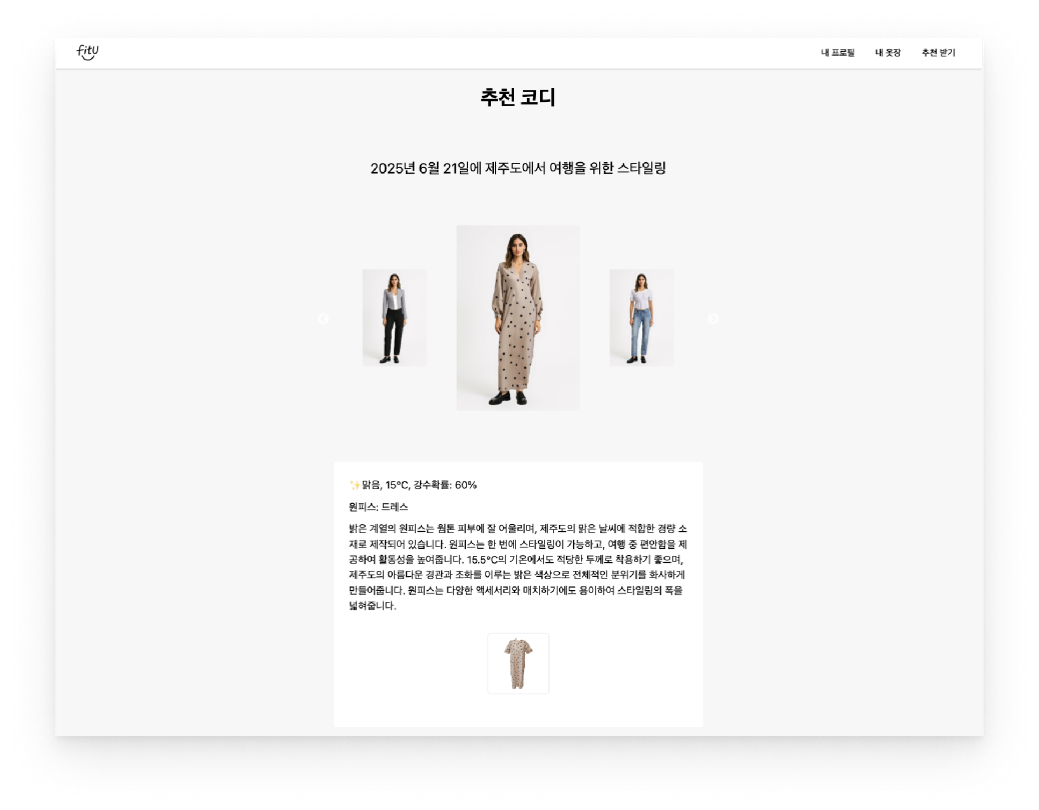 fitU
내 프로필 내 옷장 추천 받기
추천 코디
2025년 6월 21일에 제주도에서 여행을 위한 스타일링
✨맑음, 15°C, 강수확률: 60%
원피스: 드레스
밝은 계열의 원피스는 웜톤 피부에 잘 어울리며, 제주도의 맑은 날씨에 적합한 경량 소
재로 제작되어 있습니다. 원피스는 한 번에 스타일링이 가능하고, 여행 중 편안함을 제
공하여 활동성을 높여줍니다. 15.5°C의 기온에서도 적당한 두께로 착용하기 좋으며,
제주도의 아름다운 경관과 조화를 이루는 밝은 색상으로 전체적인 분위기를 화사하게
만들어줍니다. 원피스는 다양한 액세서리와 매치하기에도 용이하여 스타일링의 폭을
넓혀줍니다.